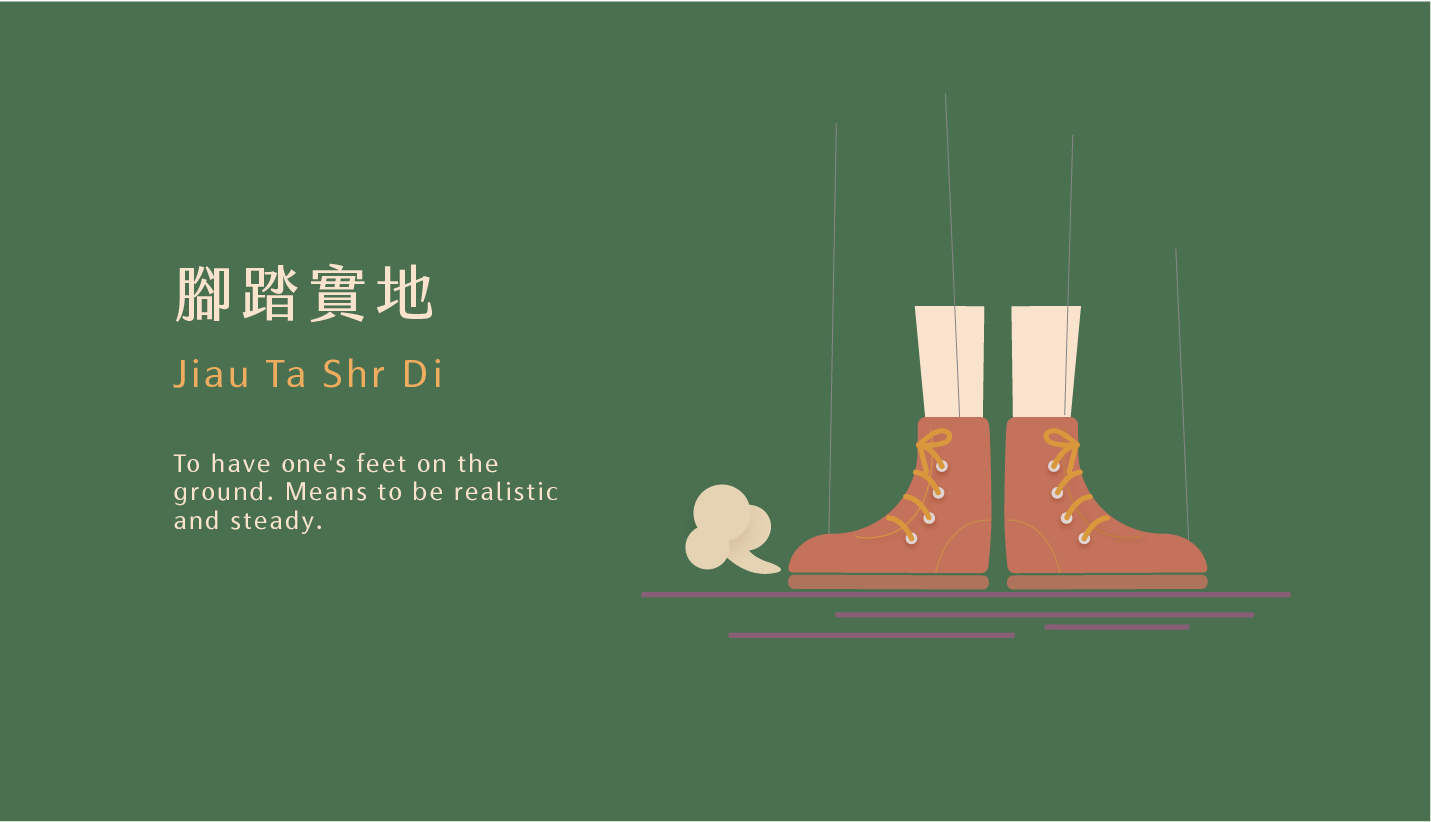 腳踏實地
Jiau Ta Shr Di
To have one's feet on the
ground. Means to be realistic
and steady.